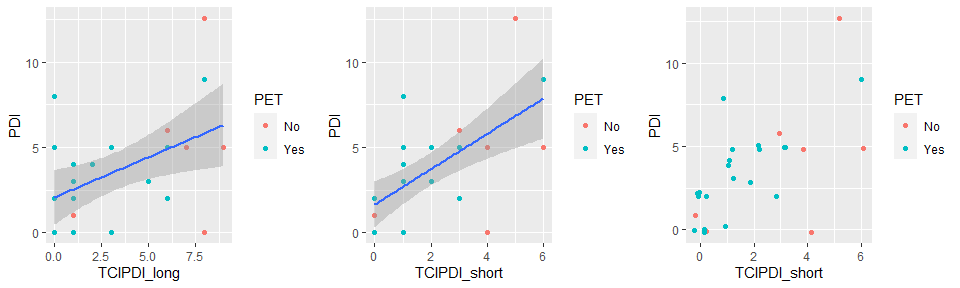 PDI
10
5
0
0.0 2.5 5.0 7.5
TCIPDI_long
PET
No
Yes
PDI
10
5
0
0 2 4 6
TCIPDI_short
PET
No
Yes
PDI
10
5
0
0 2 4 6
TCIPDI_short
PET
No
Yes